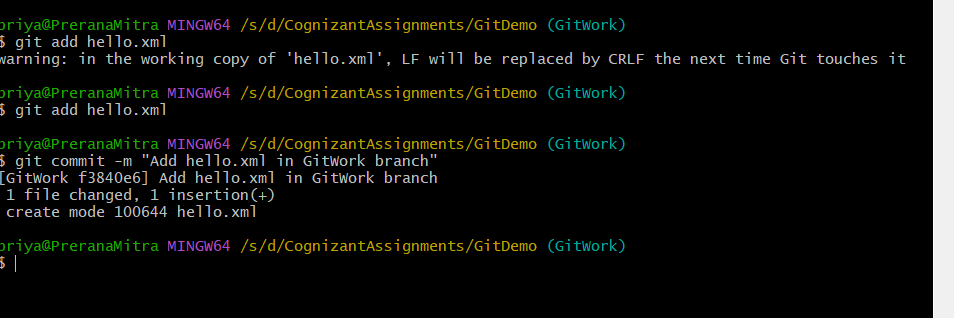 priya@PreranaMitra MINGW64 /s/d/CognizantAssignments/GitDemo (GitWork)
$ git add hello.xml
warning: in the working copy of 'hello.xml', LF will be replaced by CRLF the next time Git touches it
priya@PreranaMitra MINGW64 /s/d/CognizantAssignments/GitDemo (GitWork)
$ git add hello.xml
priya@PreranaMitra MINGW64 /s/d/CognizantAssignments/GitDemo (GitWork)
$ git commit -m "Add hello.xml in GitWork branch"
[GitWork f3840e6] Add hello.xml in GitWork branch
1 file changed, 1 insertion(+)
create mode 100644 hello.xml
priya@PreranaMitra MINGW64 /s/d/CognizantAssignments/GitDemo (GitWork)
$